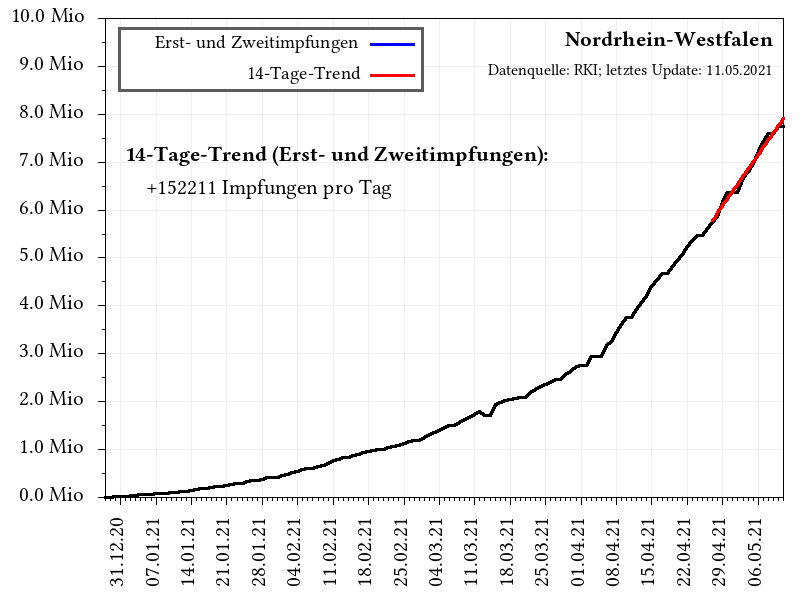 10.0 Mio
9.0 Mio
8.0 Mio
7.0 Mio
6.0 Mio
5.0 Mio
4.0 Mio
3.0 Mio
2.0 Mio
1.0 Mio
0.0 Mio
Erst- und Zweitimpfungen
14-Tage-Trend
Nordrhein-Westfalen
Datenquelle: RKI; letztes Update: 11.05.2021
14-Tage-Trend (Erst- und Zweitimpfungen):
+152211 Impfungen pro Tag
31.12.20
07.01.21
14.01.21
21.01.21
28.01.21
04.02.21
11.02.21
18.02.21
25.02.21
04.03.21
11.03.21
18.03.21
25.03.21
01.04.21
08.04.21
15.04.21
22.04.21
29.04.21
06.05.21